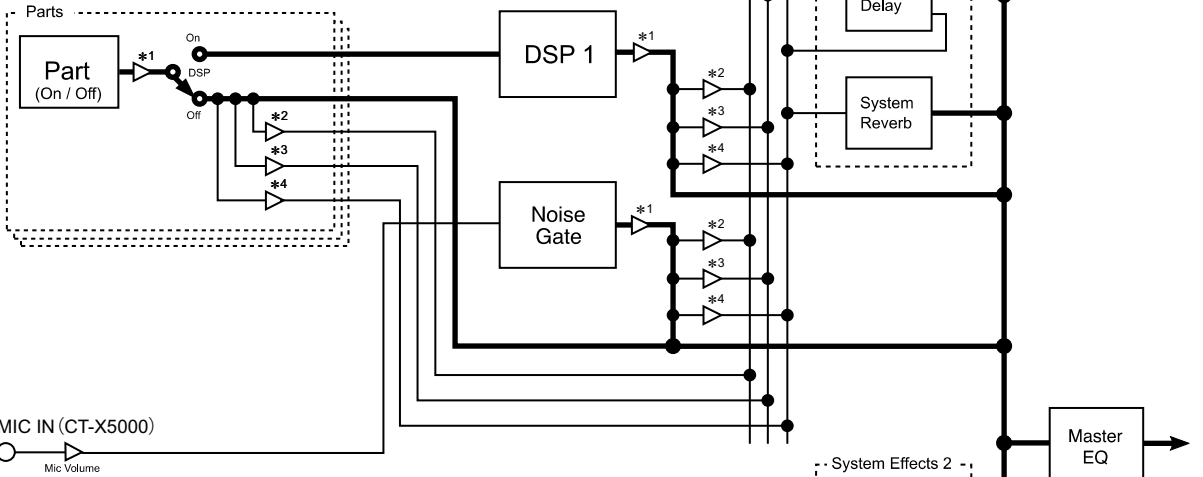 Parts
Part
(On / Off)
*1
On
DSP
Off
*2
*3
*4
DSP 1
*1
*2
*3
*4
Delay
System
Reverb
Noise
Gate
*1
*2
*3
*4
MIC IN (CT-X5000)
Mic Volume
Master
EQ
System Effects 2